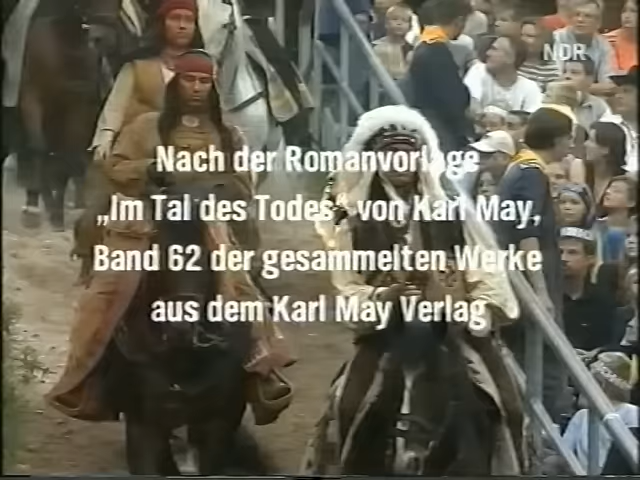 NDR
Nach der Romanvorlage
„Im Tal des Todes“ von Karl May,
Band 62 der gesammelten Werke
aus dem Karl May Verlag